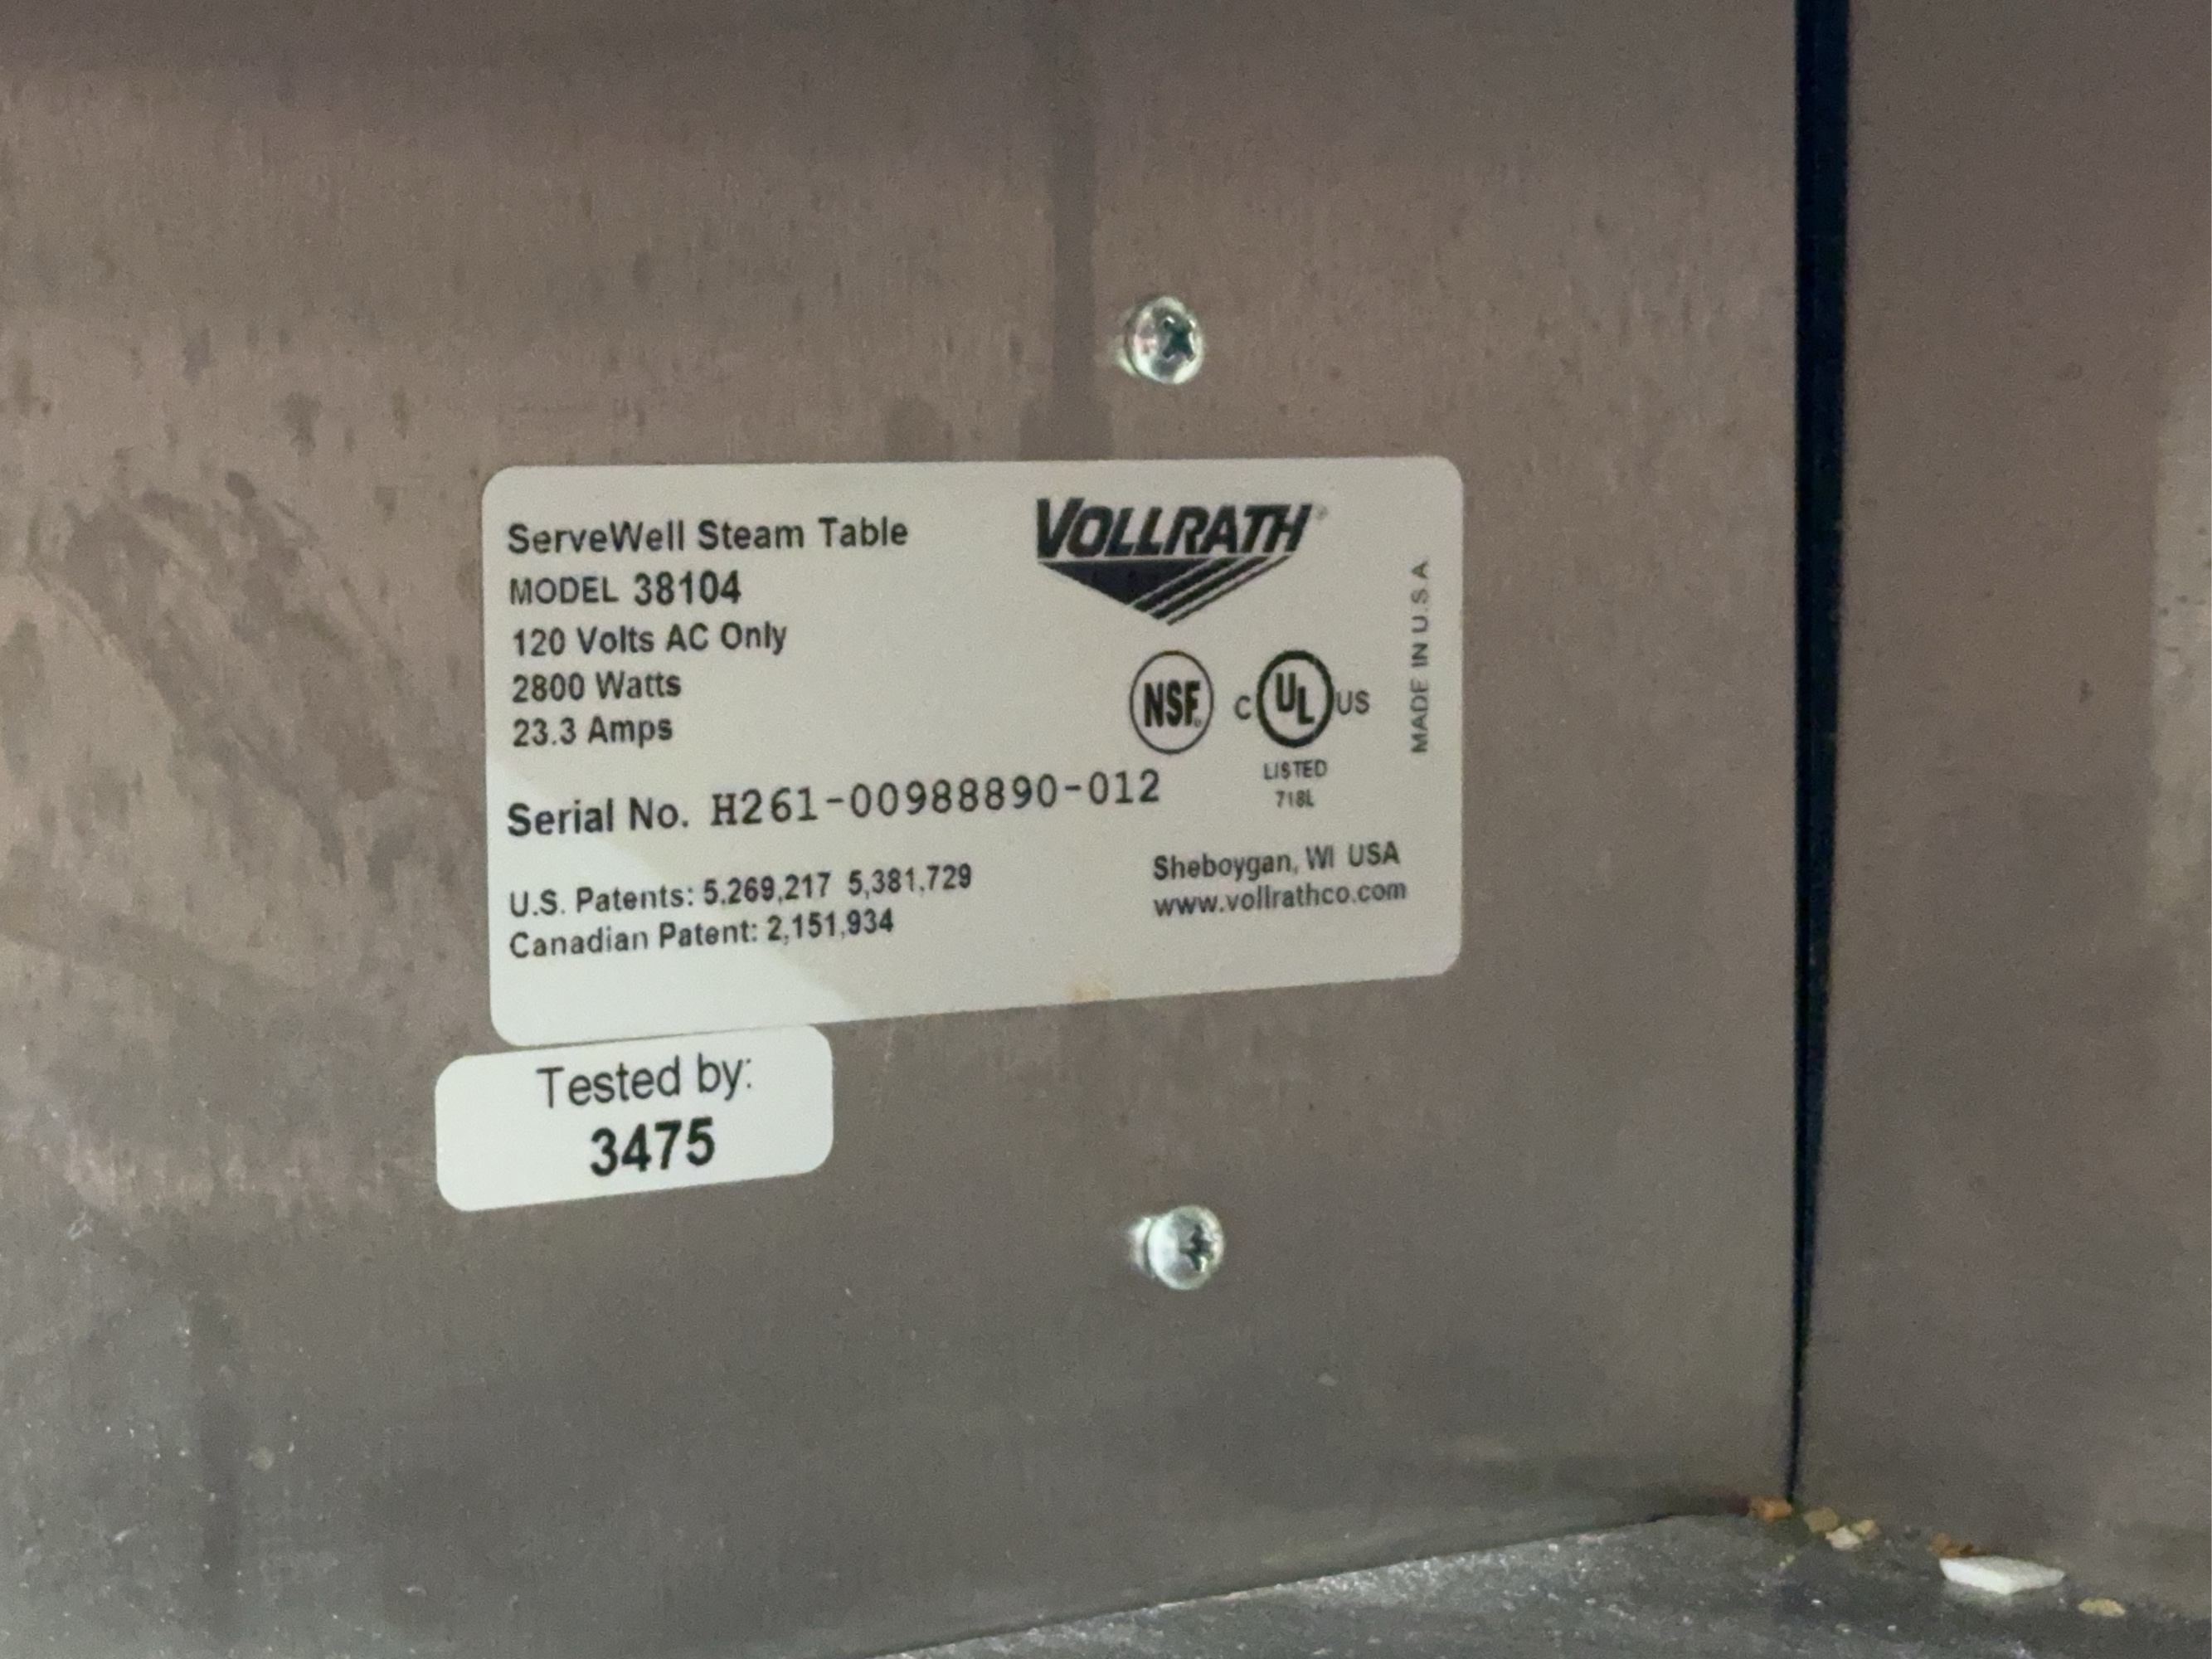 ServeWell Steam Table
MODEL 38104
120 Volts AC Only
2800 Watts
23.3 Amps
Serial No. H261-00988890-012
U.S. Patents: 5,269,217 5,381,729
Canadian Patent: 2,151,934
VOLLRATH®
NSF®
C UL US
LISTED
718L
MADE IN U.S.A.
Sheboygan, WI USA
www.vollrathco.com
Tested by:
3475